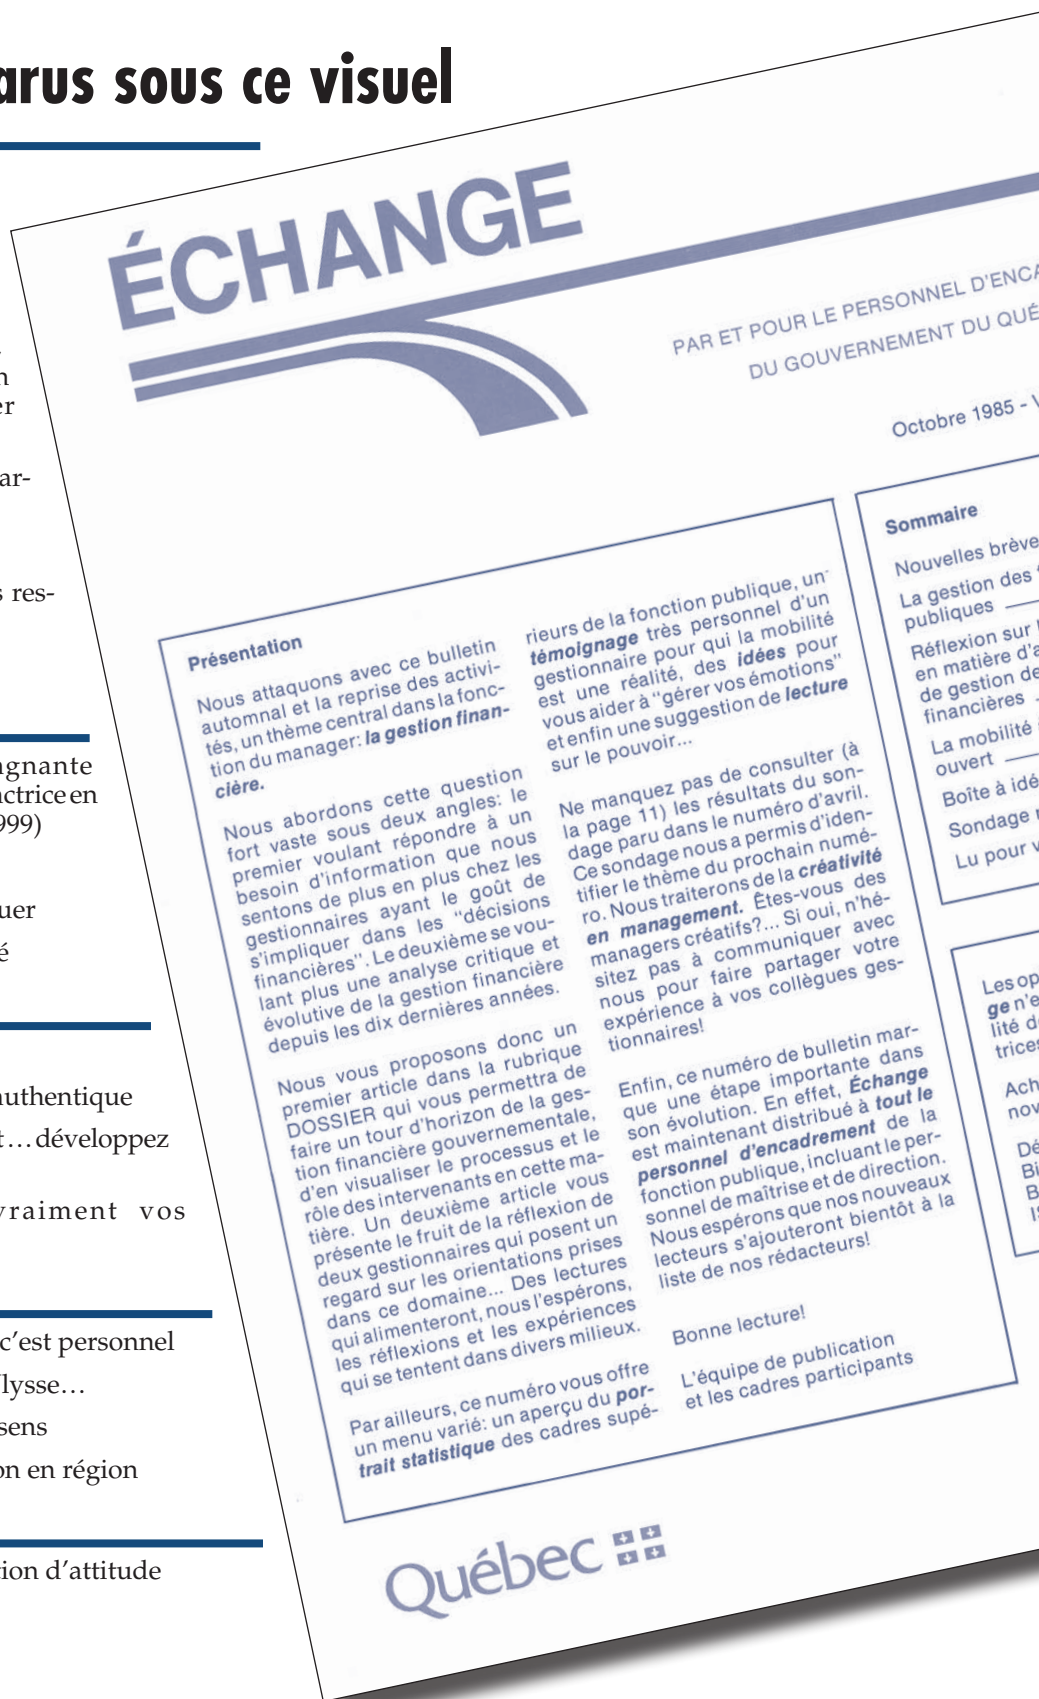 arus sous ce visuel
n
er
ar-
s res-
gnante
actrice en
999)
uer
é
authentique
t… développez
vraiment vos
c'est personnel
Ulysse…
sens
on en région
tion d'attitude
ÉCHANGE
PAR ET POUR LE PERSONNEL D'ENCA
DU GOUVERNEMENT DU QUÉ
Octobre 1985 - V
Présentation
Nous attaquons avec ce bulletin
automnal et la reprise des activi-
tés, un thème central dans la fonc-
tion du manager: la gestion finan-
cière.
Nous abordons cette question
fort vaste sous deux angles: le
premier voulant répondre à un
besoin d'information que nous
sentons de plus en plus chez les
gestionnaires ayant le goût de
s'impliquer dans les "décisions
financières". Le deuxième se vou-
lant plus une analyse critique et
évolutive de la gestion financière
depuis les dix dernières années.
Nous vous proposons donc un
premier article dans la rubrique
DOSSIER qui vous permettra de
faire un tour d'horizon de la ges-
tion financière gouvernementale,
d'en visualiser le processus et le
rôle des intervenants en cette ma-
tière. Un deuxième article vous
présente le fruit de la réflexion de
deux gestionnaires qui posent un
regard sur les orientations prises
dans ce domaine... Des lectures
qui alimenteront, nous l'espérons,
les réflexions et les expériences
qui se tentent dans divers milieux.
Par ailleurs, ce numéro vous offre
un menu varié: un aperçu du por-
trait statistique des cadres supé-
rieurs de la fonction publique, un
témoignage très personnel d'un
gestionnaire pour qui la mobilité
est une réalité, des idées pour
vous aider à "gérer vos émotions"
et enfin une suggestion de lecture
sur le pouvoir...
Ne manquez pas de consulter (à
la page 11) les résultats du son-
dage paru dans le numéro d'avril.
Ce sondage nous a permis d'iden-
tifier le thème du prochain numé-
ro. Nous traiterons de la créativité
en management. Êtes-vous des
managers créatifs?... Si oui, n'hé-
sitez pas à communiquer avec
nous pour faire partager votre
expérience à vos collègues ges-
tionnaires!
Enfin, ce numéro de bulletin mar-
que une étape importante dans
son évolution. En effet, Échange
est maintenant distribué à tout le
personnel d'encadrement de la
fonction publique, incluant le per-
sonnel de maîtrise et de direction.
Nous espérons que nos nouveaux
lecteurs s'ajouteront bientôt à la
liste de nos rédacteurs!
Bonne lecture!
L'équipe de publication
et les cadres participants
Sommaire
Nouvelles brève
La gestion des
publiques
Réflexion sur
en matière d'a
de gestion de
financières
La mobilité
ouvert
Boîte à idé
Sondage
Lu pour v
Les op
ge n'e
lité d
trices
Ach
nov
Dé
Bi
B
IS
Québec